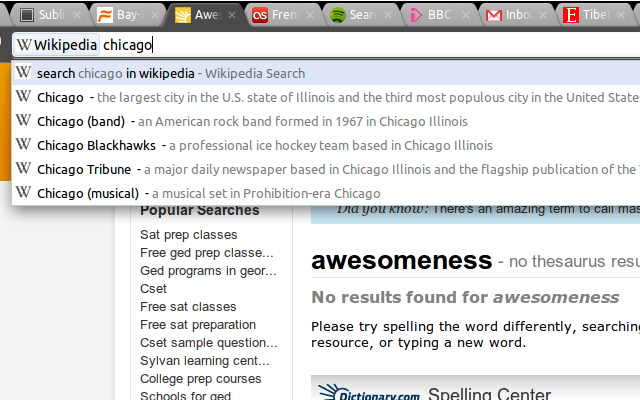 Sublin Bay-A Awes Fren Sear BBC Inbo Tibet
Wikipedia chicago
search chicago in wikipedia - Wikipedia Search
Chicago - the largest city in the U.S. state of Illinois and the third most populous city in the United State
Chicago (band) - an American rock band formed in 1967 in Chicago Illinois
Chicago Blackhawks - a professional ice hockey team based in Chicago Illinois
Chicago Tribune - a major daily newspaper based in Chicago Illinois and the flagship publication of the
Chicago (musical) - a musical set in Prohibition-era Chicago
Popular Searches
Sat prep classes
Free ged prep classe...
Ged programs in geor...
Cset
Free sat classes
Free sat preparation
Cset sample question...
Sylvan learning cent...
College prep courses
Schools for ged
Did you know? There's an amazing term to call mas
awesomeness - no thesaurus resu
No results found for awesomeness
Please try spelling the word differently, searching
resource, or typing a new word.
Dictionary.com Spelling Center